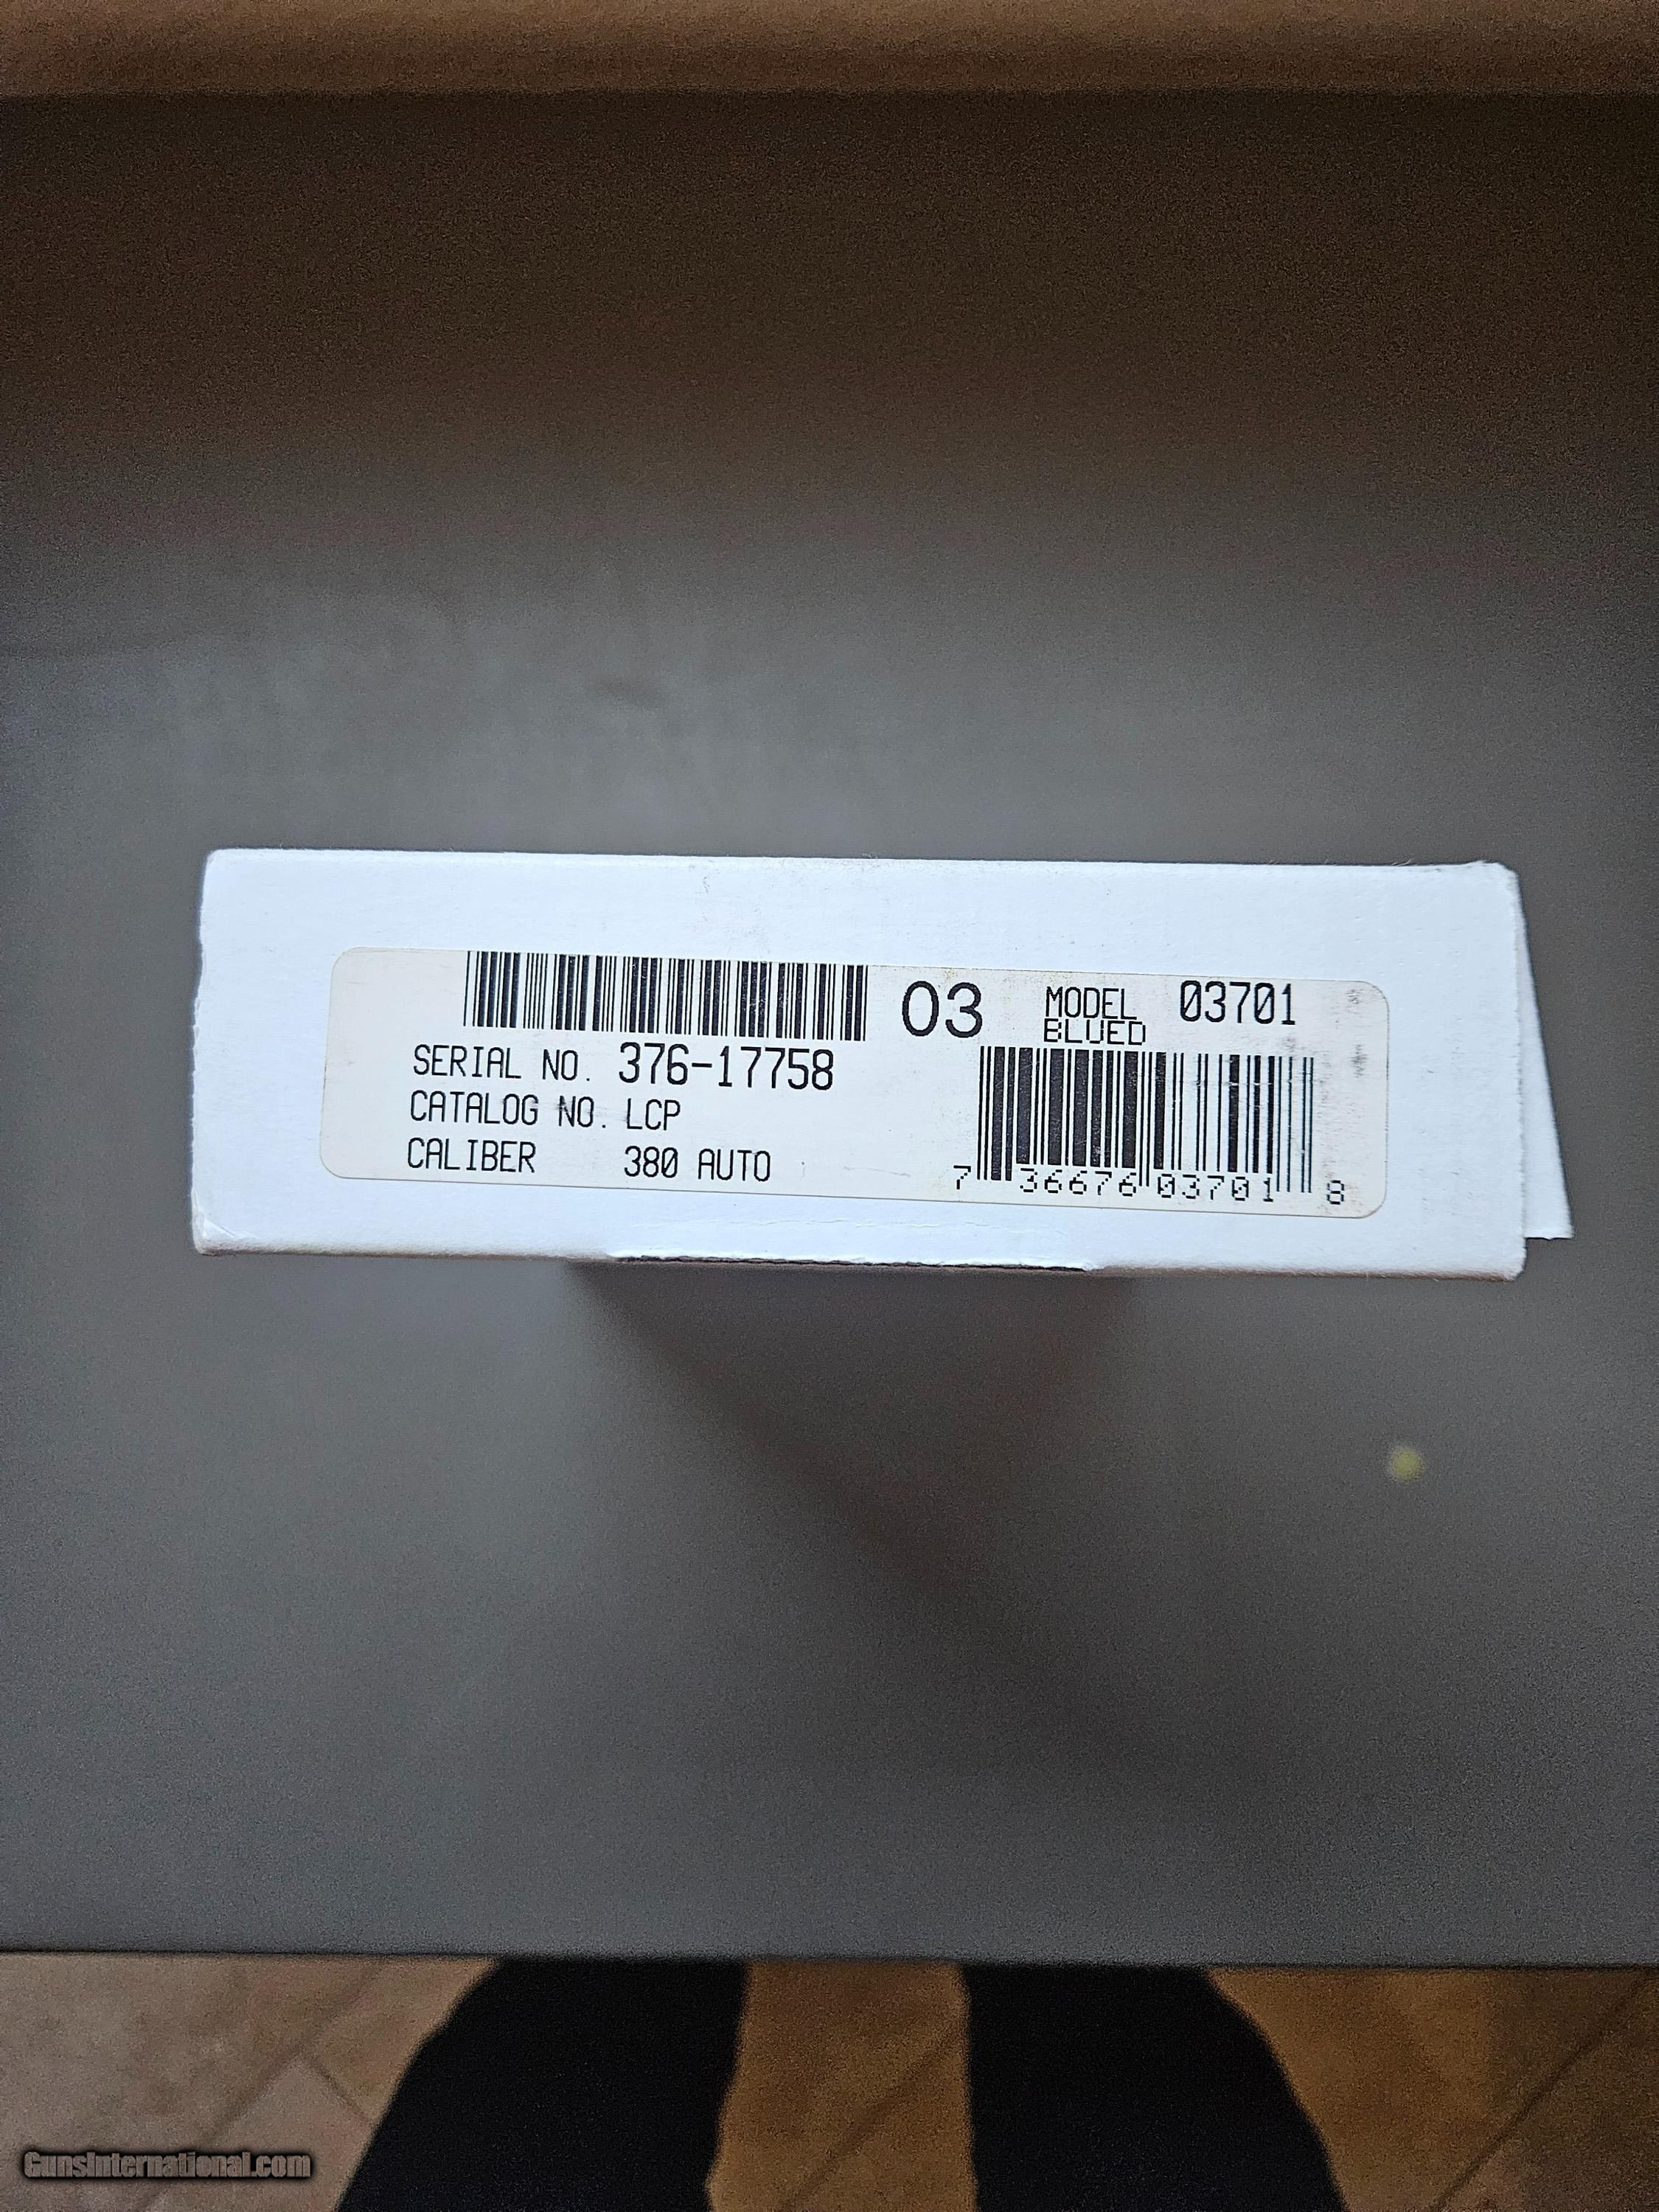 03
MODEL 03701
BLUED
SERIAL NO. 376-17758
CATALOG NO. LCP
CALIBER 380 AUTO
7 36676 03701 8
GunsInternational.com